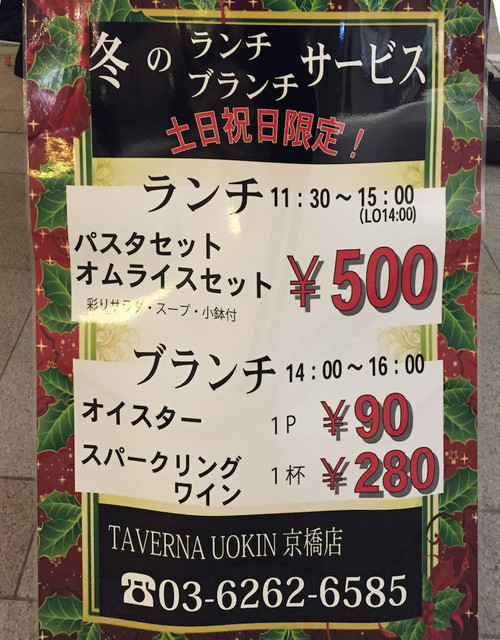 冬の ランチ ブランチ サービス
土日祝日限定！
ランチ 11：30～15：00
(LO14:00)
パスタセット
オムライスセット ¥500
彩りサラダ・スープ・小鉢付
ブランチ 14：00～16：00
オイスター 1P ¥90
スパークリング
ワイン 1杯 ¥280
TAVERNA UOKIN 京橋店
☎03-6262-6585